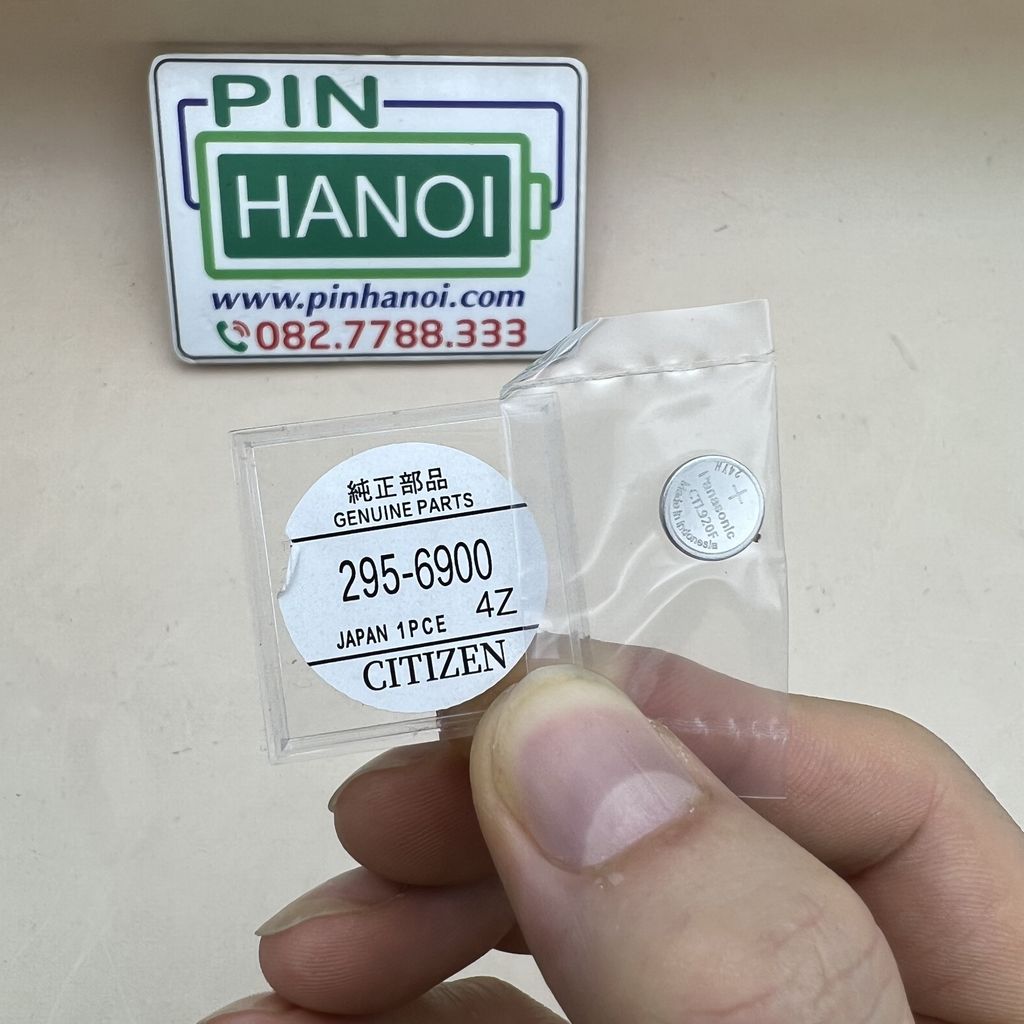 PIN
HANOI
www.pinhanoi.com
082.7788.333
純正部品
GENUINE PARTS
295-6900
4Z
JAPAN 1PCE
CITIZEN
24YH
+
Panasonic
CTL920F
Made in Indonesia